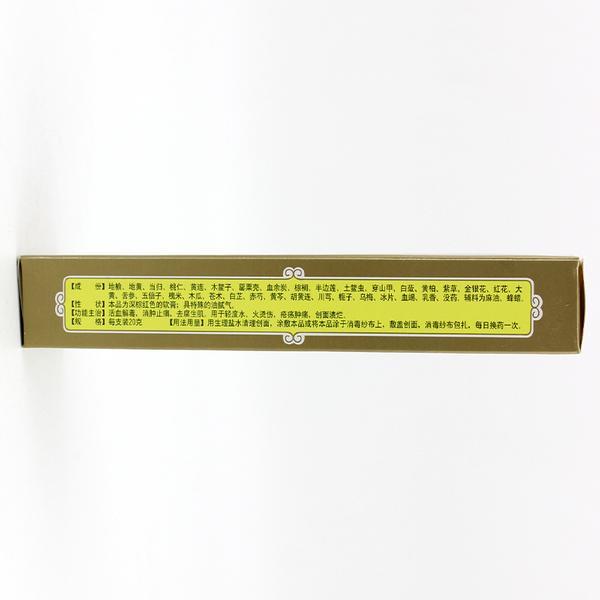 【成 份】地榆、地黄、当归、桃仁、黄连、木鳖子、罂粟壳、血余炭、棕榈、半边莲、土鳖虫、穿山甲、白蔹、黄柏、紫草、金银花、红花、大
黄、苦参、五倍子、槐米、木瓜、苍术、白芷、赤芍、黄芩、胡黄连、川芎、栀子、乌梅、冰片、血竭、乳香、没药。辅料为麻油、蜂蜡。
【性 状】本品为深棕红色的软膏；具特殊的油腻气。
【功能主治】活血解毒、消肿止痛、去腐生肌。用于轻度水、火烫伤，疮疡肿痛，创面溃烂。
【规 格】每支装20克 【用法用量】用生理盐水清理创面，涂敷本品或将本品涂于消毒纱布上，敷盖创面，消毒纱布包扎，每日换药一次。